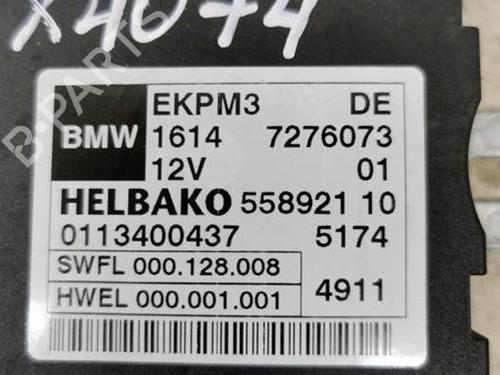 X4074
B-PARTS
EKPM3 DE
BMW 1614 7276073
12V 01
HELBAKO 558921 10
0113400437 5174
SWFL 000.128.008
HWEL 000.001.001 4911